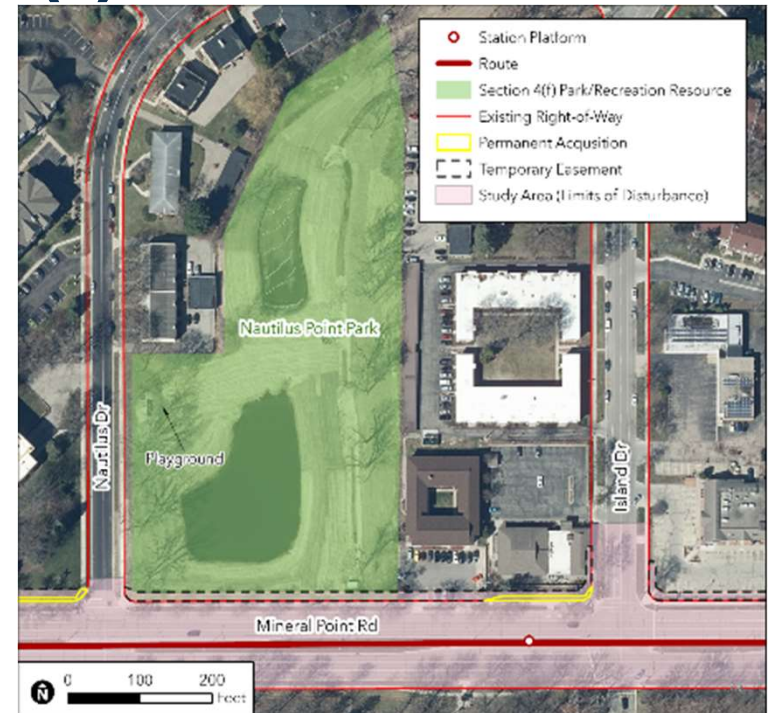 Station Platform
Route
Section 4(f) Park/Recreation Resource
Existing Right-of-Way
Permanent Acqusition
Temporary Easement
Study Area (Limits of Disturbance)
Nautilus Point Park
Playground
Nautilus Dr
Island Dr
Mineral Point Rd
N
0 100 200
Feet